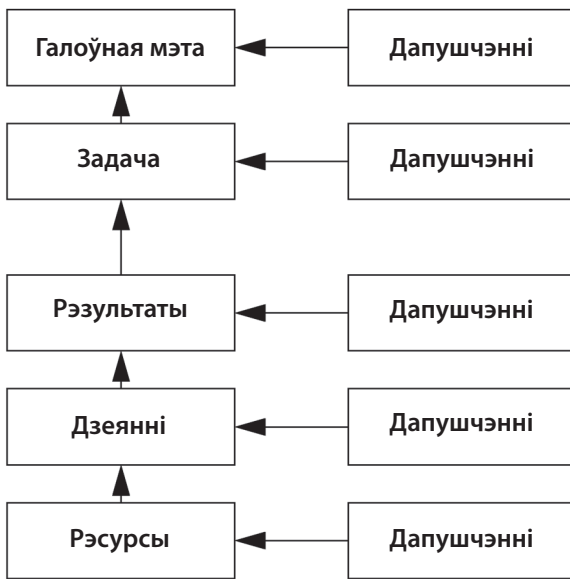 Галоўная мэта
Дапушчэнні
Задача
Дапушчэнні
Рэзультаты
Дапушчэнні
Дзеянні
Дапушчэнні
Рэсурсы
Дапушчэнні